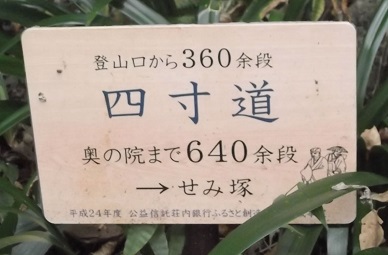 登山口から360余段
四寸道
奥の院まで640余段
→せみ塚
平成24年度 公益信託荘内銀行ふるさと創造